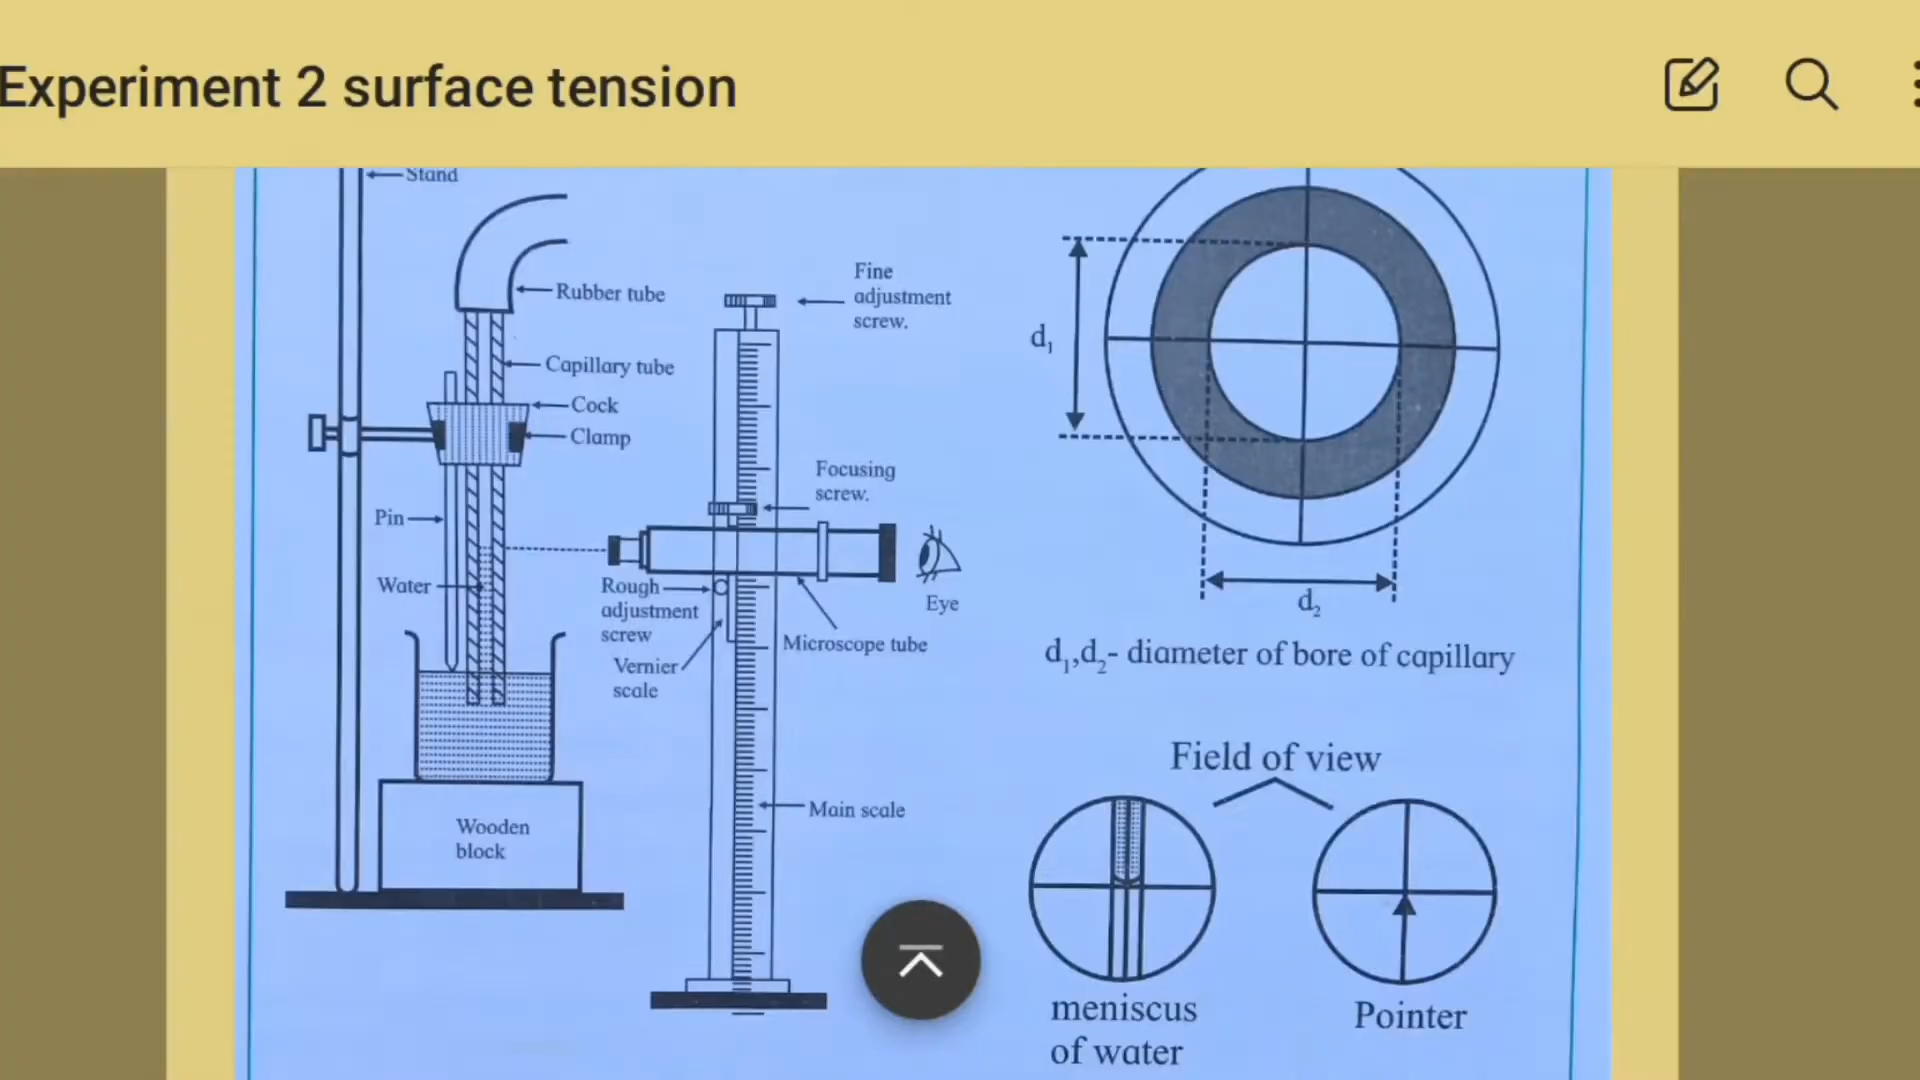 Experiment 2 surface tension
Stand
Rubber tube
Capillary tube
Cock
Clamp
Pin
Water
Wooden
block
Fine
adjustment
screw.
Focusing
screw.
Rough
adjustment
screw
Vernier
scale
Eye
Microscope tube
Main scale
d₁
d₂
d₁,d₂- diameter of bore of capillary
Field of view
meniscus
of water
Pointer